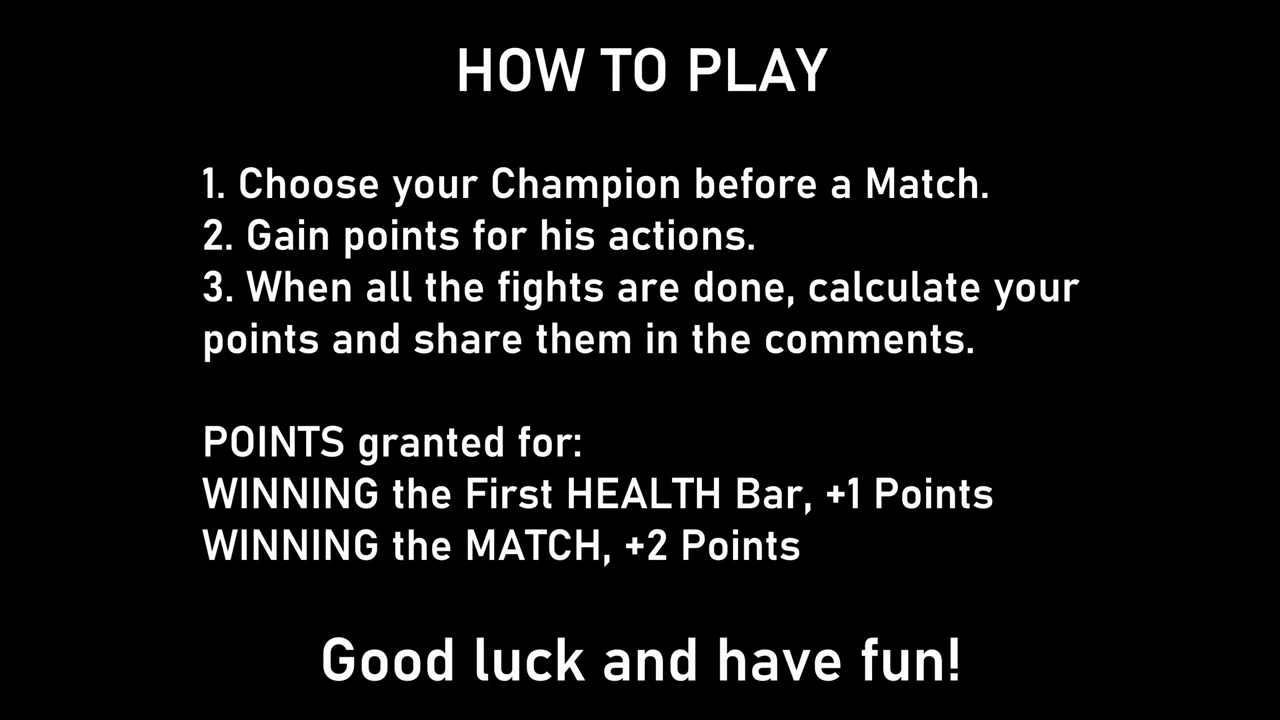 HOW TO PLAY
1. Choose your Champion before a Match.
2. Gain points for his actions.
3. When all the fights are done, calculate your
points and share them in the comments.
POINTS granted for:
WINNING the First HEALTH Bar, +1 Points
WINNING the MATCH, +2 Points
Good luck and have fun!